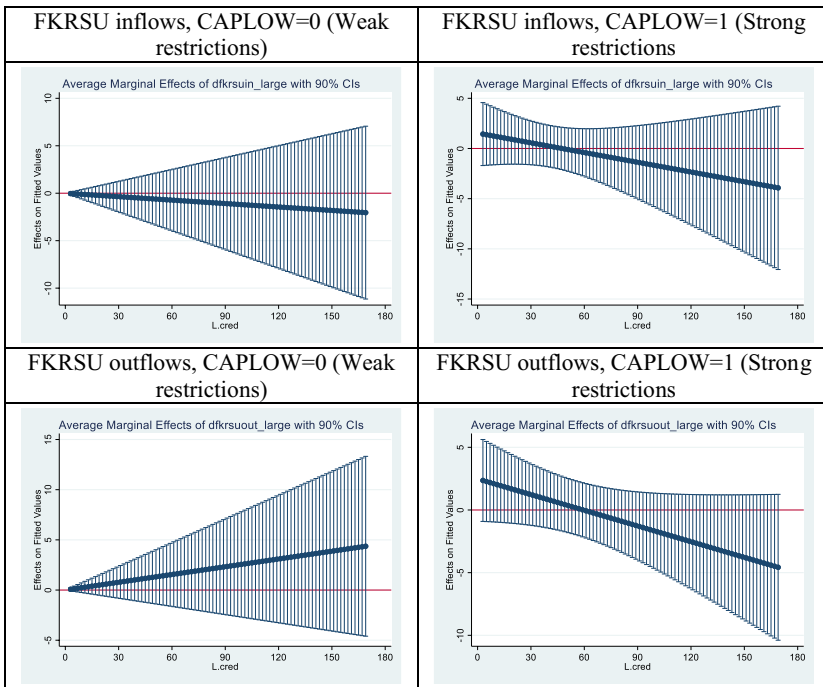 FKRSU inflows, CAPLOW=0 (Weak
restrictions)
FKRSU inflows, CAPLOW=1 (Strong
restrictions
Average Marginal Effects of dfkrsuin_large with 90% CIs
Effects on Fitted Values
10
5
0
-5
-10
0 30 60 90 120 150 180
L.cred
Average Marginal Effects of dfkrsuin_large with 90% CIs
Effects on Fitted Values
5
0
-5
-10
-15
0 30 60 90 120 150 180
L.cred
FKRSU outflows, CAPLOW=0 (Weak
restrictions)
FKRSU outflows, CAPLOW=1 (Strong
restrictions
Average Marginal Effects of dfkrsuout_large with 90% CIs
Effects on Fitted Values
15
10
5
0
-5
0 30 60 90 120 150 180
L.cred
Average Marginal Effects of dfkrsuout_large with 90% CIs
Effects on Fitted Values
5
0
-5
-10
0 30 60 90 120 150 180
L.cred